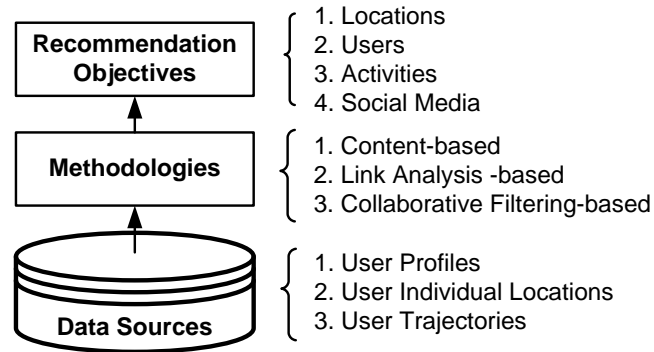 Recommendation
Objectives
1. Locations
2. Users
3. Activities
4. Social Media
Methodologies
1. Content-based
2. Link Analysis -based
3. Collaborative Filtering-based
Data Sources
1. User Profiles
2. User Individual Locations
3. User Trajectories